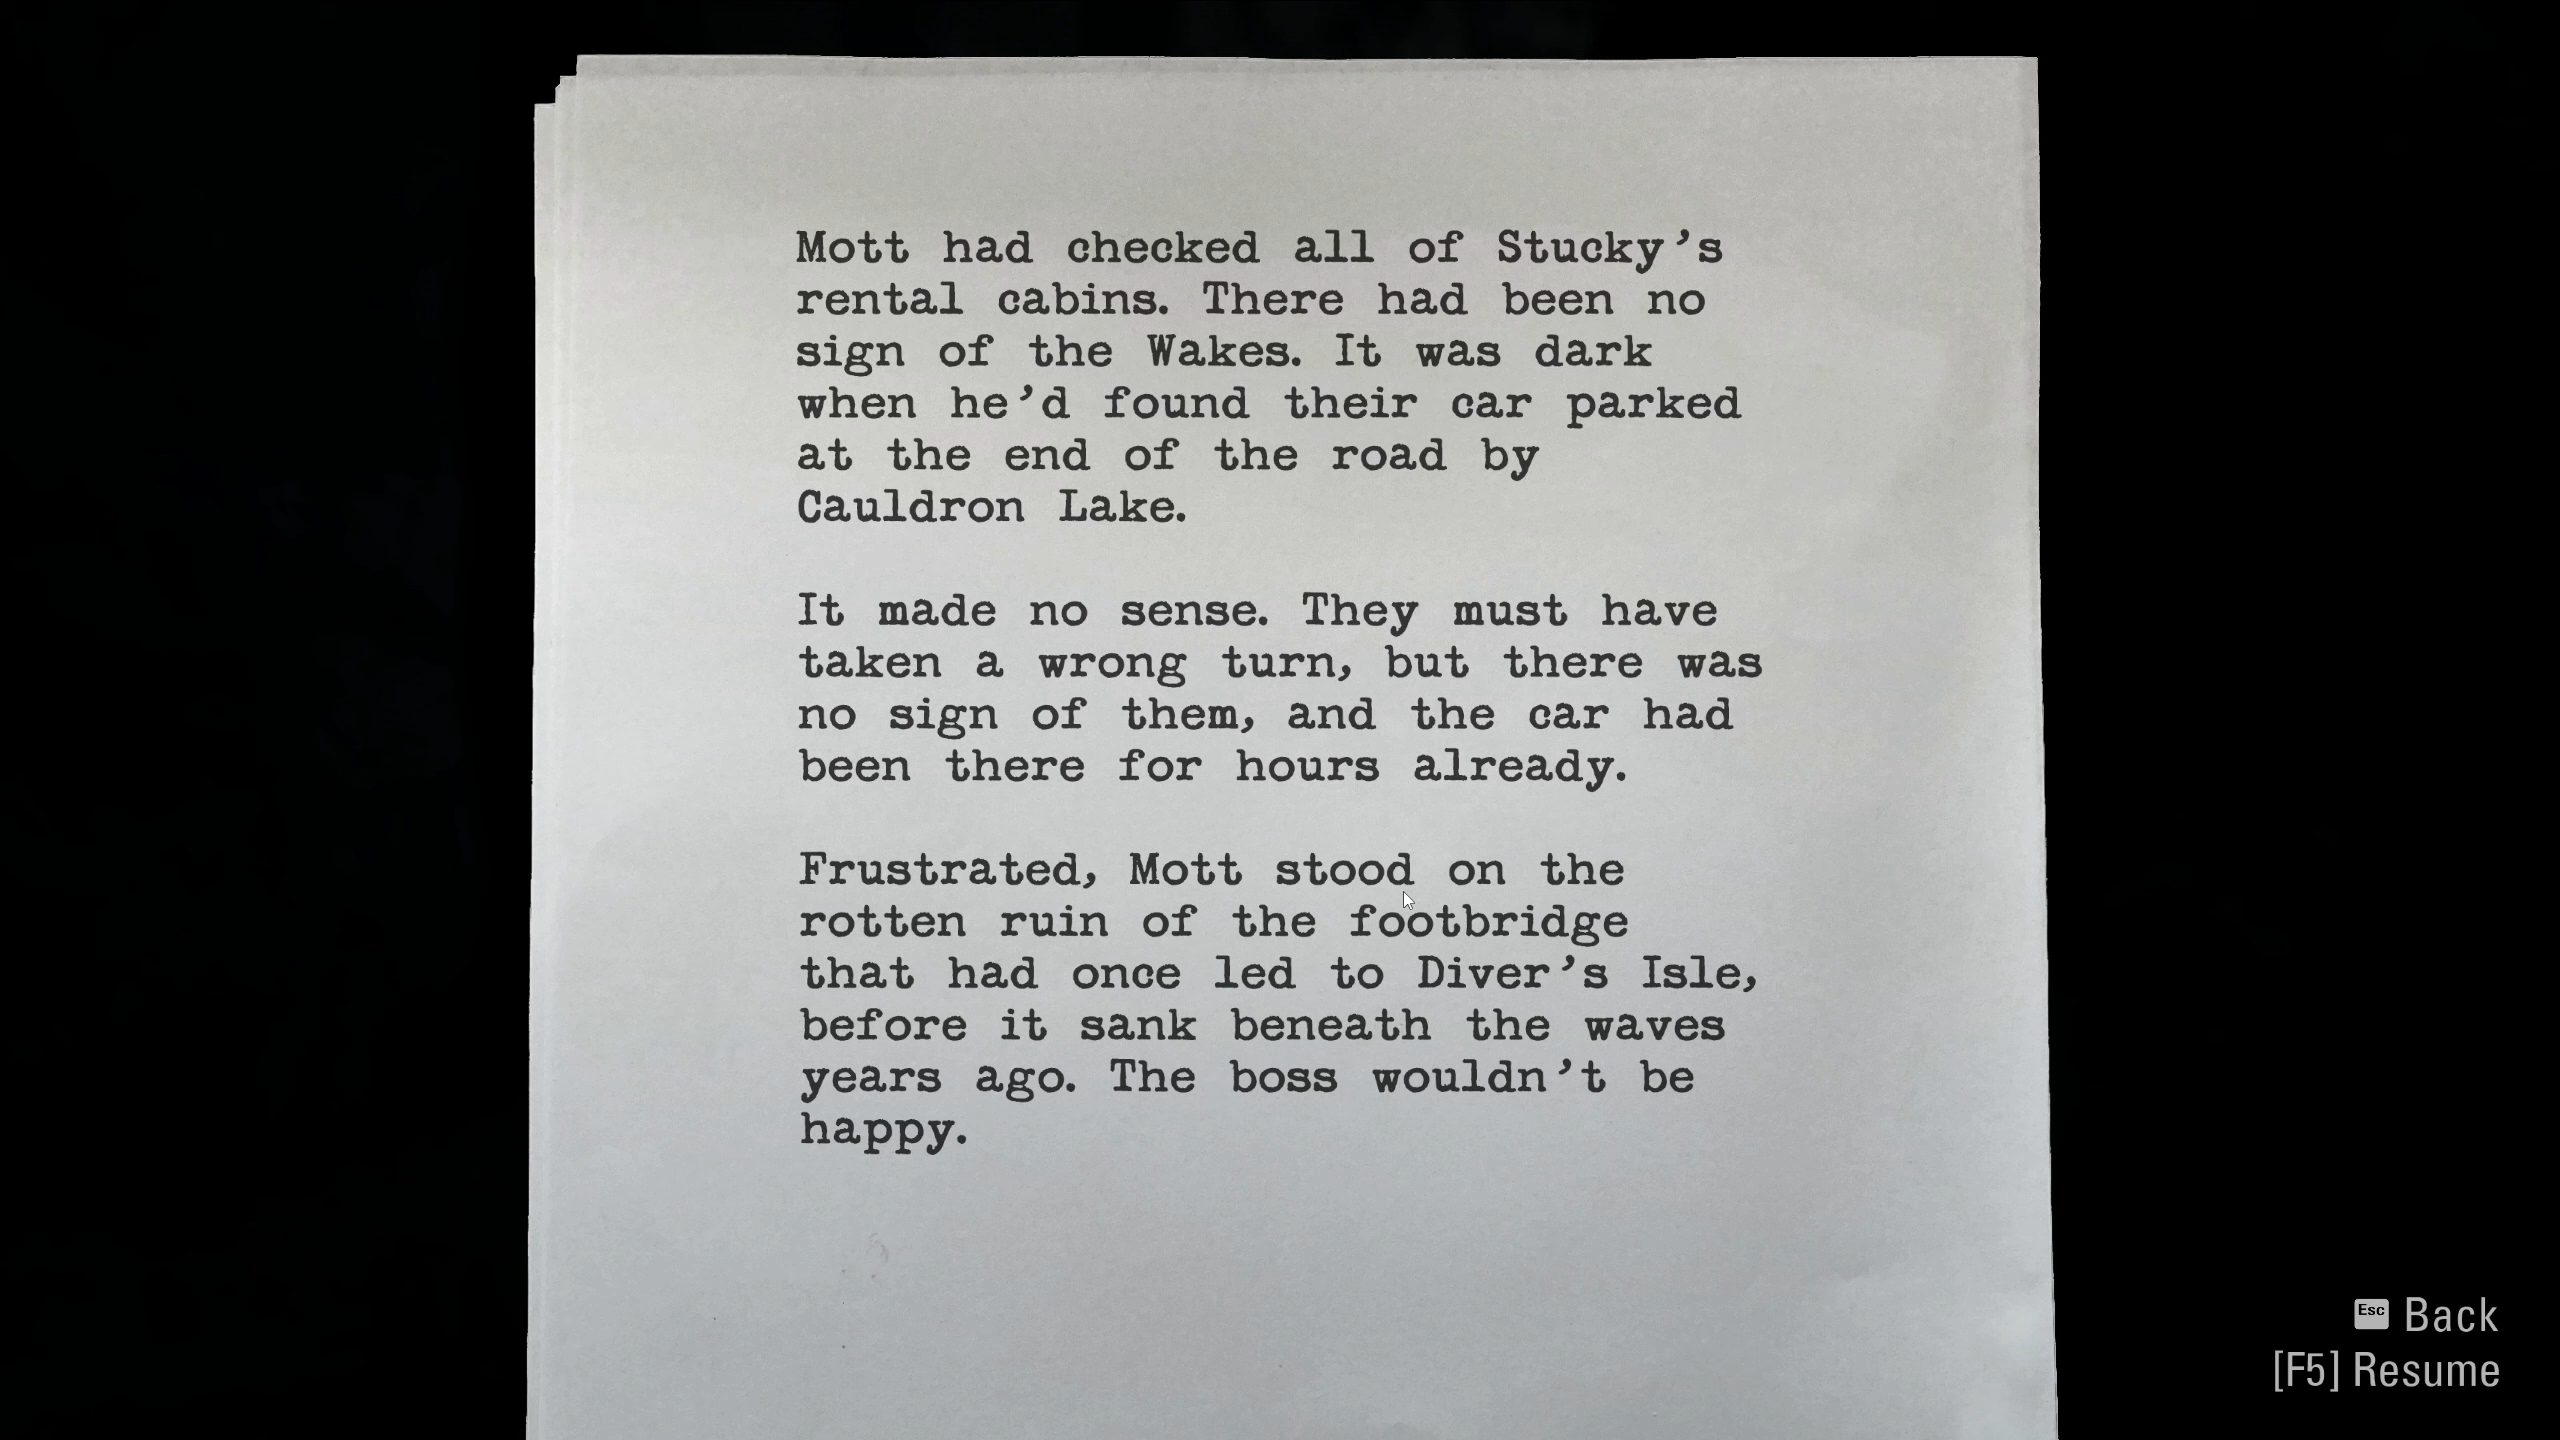 Mott had checked all of Stucky’s
rental cabins. There had been no
sign of the Wakes. It was dark
when he’d found their car parked
at the end of the road by
Cauldron Lake.
It made no sense. They must have
taken a wrong turn, but there was
no sign of them, and the car had
been there for hours already.
Frustrated, Mott stood on the
rotten ruin of the footbridge
that had once led to Diver’s Isle,
before it sank beneath the waves
years ago. The boss wouldn’t be
happy.
Esc Back
[F5] Resume